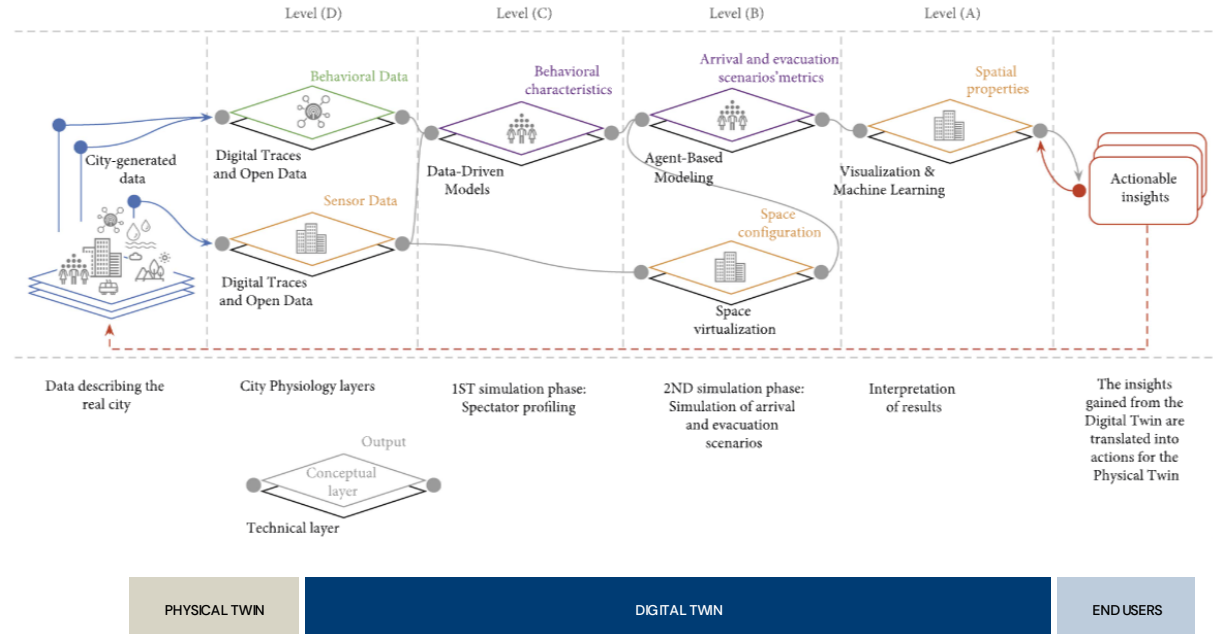 Level (D)
Level (C)
Level (B)
Level (A)
Behavioral Data
Behavioral
characteristics
Arrival and evacuation
scenarios'metrics
Spatial
properties
City-generated
data
Digital Traces
and Open Data
Data-Driven
Models
Agent-Based
Modeling
Visualization &
Machine Learning
Actionable
insights
Sensor Data
Space
configuration
Digital Traces
and Open Data
Space
virtualization
Data describing the
real city
City Physiology layers
1ST simulation phase:
Spectator profiling
2ND simulation phase:
Simulation of arrival
and evacuation
scenarios
Interpretation
of results
The insights
gained from the
Digital Twin are
translated into
actions for the
Physical Twin
Output
Conceptual
layer
Technical layer
PHYSICAL TWIN
DIGITAL TWIN
END USERS